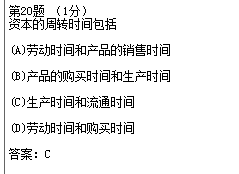 第20题 （1分）
资本的周转时间包括
(A)劳动时间和产品的销售时间
(B)产品的购买时间和生产时间
(C)生产时间和流通时间
(D)劳动时间和购买时间
答案：C